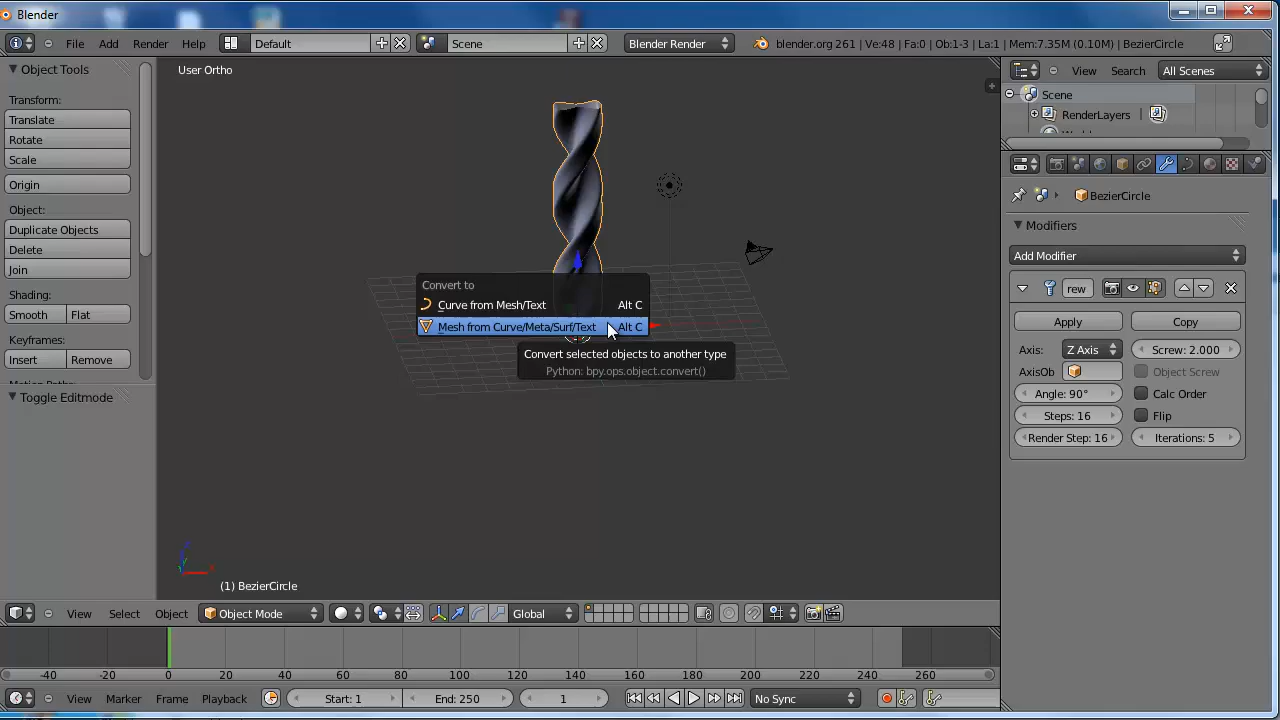 Blender
File Add Render Help Default Scene Blender Render blender.org 261 | Ve:48 | Fa:0 | Ob:1-3 | La:1 | Mem:7.35M (0.10M) | BezierCircle
Object Tools
Transform:
Translate
Rotate
Scale
Origin
Object:
Duplicate Objects
Delete
Join
Shading:
Smooth Flat
Keyframes:
Insert Remove
Toggle Editmode
User Ortho
Convert to
Curve from Mesh/Text Alt C
Mesh from Curve/Meta/Surf/Text Alt C
Convert selected objects to another type
Python: bpy.ops.object.convert()
(1) BezierCircle
View Search All Scenes
Scene
RenderLayers
BezierCircle
Modifiers
Add Modifier
rew
Apply Copy
Axis: Z Axis Screw: 2.000
AxisOb Object Screw
Angle: 90° Calc Order
Steps: 16 Flip
Render Step: 16 Iterations: 5
View Select Object Object Mode Global
-40 -20 0 20 40 60 80 100 120 140 160 180 200 220 240 260
View Marker Frame Playback Start: 1 End: 250 1 No Sync